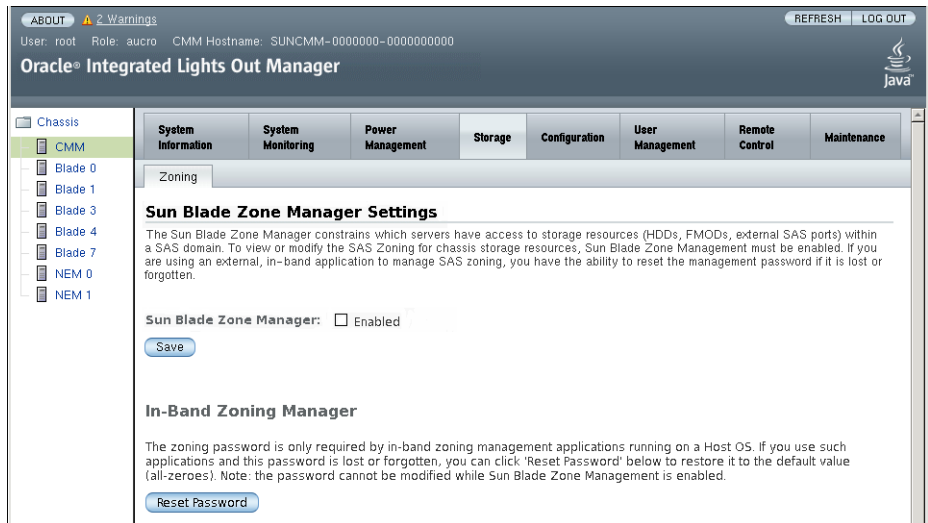 ABOUT 2 Warnings REFRESH LOG OUT
User: root Role: aucro CMM Hostname: SUNCMM-0000000-0000000000
Oracle® Integrated Lights Out Manager
Java™
Chassis
CMM
Blade 0
Blade 1
Blade 3
Blade 4
Blade 7
NEM 0
NEM 1
System Information
System Monitoring
Power Management
Storage
Configuration
User Management
Remote Control
Maintenance
Zoning
Sun Blade Zone Manager Settings
The Sun Blade Zone Manager constrains which servers have access to storage resources (HDDs, FMODs, external SAS ports) within
a SAS domain. To view or modify the SAS Zoning for chassis storage resources, Sun Blade Zone Management must be enabled. If you
are using an external, in-band application to manage SAS zoning, you have the ability to reset the management password if it is lost or
forgotten.
Sun Blade Zone Manager: Enabled
Save
In-Band Zoning Manager
The zoning password is only required by in-band zoning management applications running on a Host OS. If you use such
applications and this password is lost or forgotten, you can click 'Reset Password' below to restore it to the default value
(all-zeroes). Note: the password cannot be modified while Sun Blade Zone Management is enabled.
Reset Password